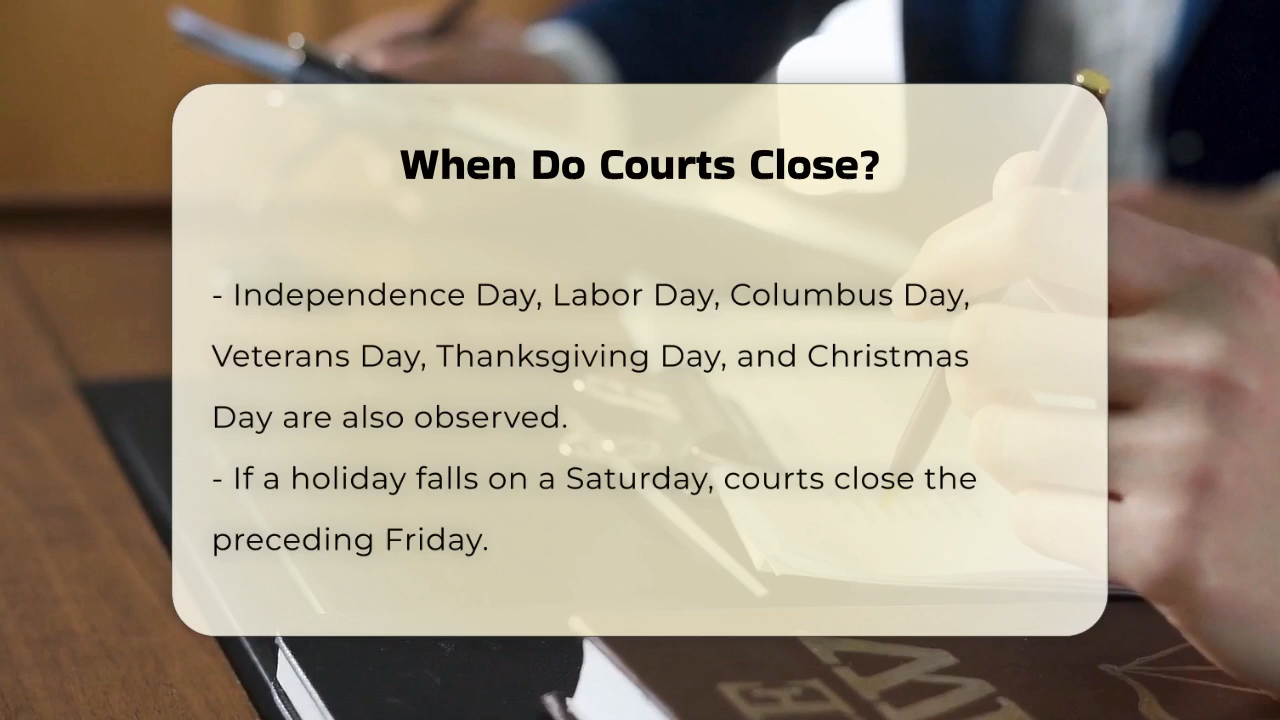 When Do Courts Close?
- Independence Day, Labor Day, Columbus Day,
Veterans Day, Thanksgiving Day, and Christmas
Day are also observed.
- If a holiday falls on a Saturday, courts close the
preceding Friday.